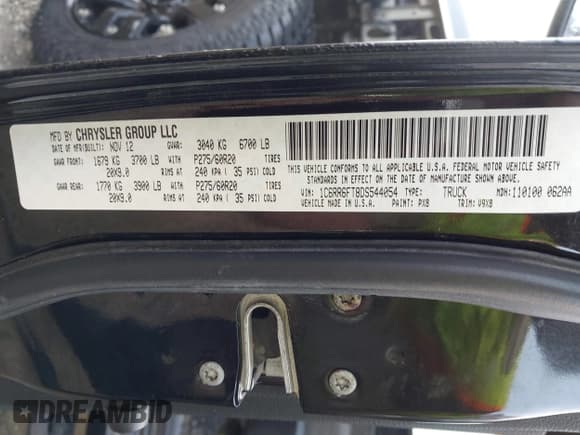 MFD BY CHRYSLER GROUP LLC
DATE OF MFR(BUILT): NOV 12 GVWR: 3040 KG 6700 LB
GAWR FRONT 1679 KG 3700 LB WITH P275/60R20 TIRES
20X9.0 RIMS AT 240 KPA ( 35 PSI) COLD
GAWR REAR: 1770 KG 3900 LB WITH P275/60R20 TIRES
20X9.0 RIMS AT 240 KPA ( 35 PSI) COLD
THIS VEHICLE CONFORMS TO ALL APPLICABLE U.S.A. FEDERAL MOTOR VEHICLE SAFETY
STANDARDS IN EFFECT ON THE DATE OF MANUFACTURE SHOWN ABOVE.
VIN: 1C6RR6FT8DS544054 TYPE: TRUCK MDH: 110100 062AA
VEHICLE MADE IN U.S.A. PAINT: PX8 TRIM: V9X8
DREAMBID